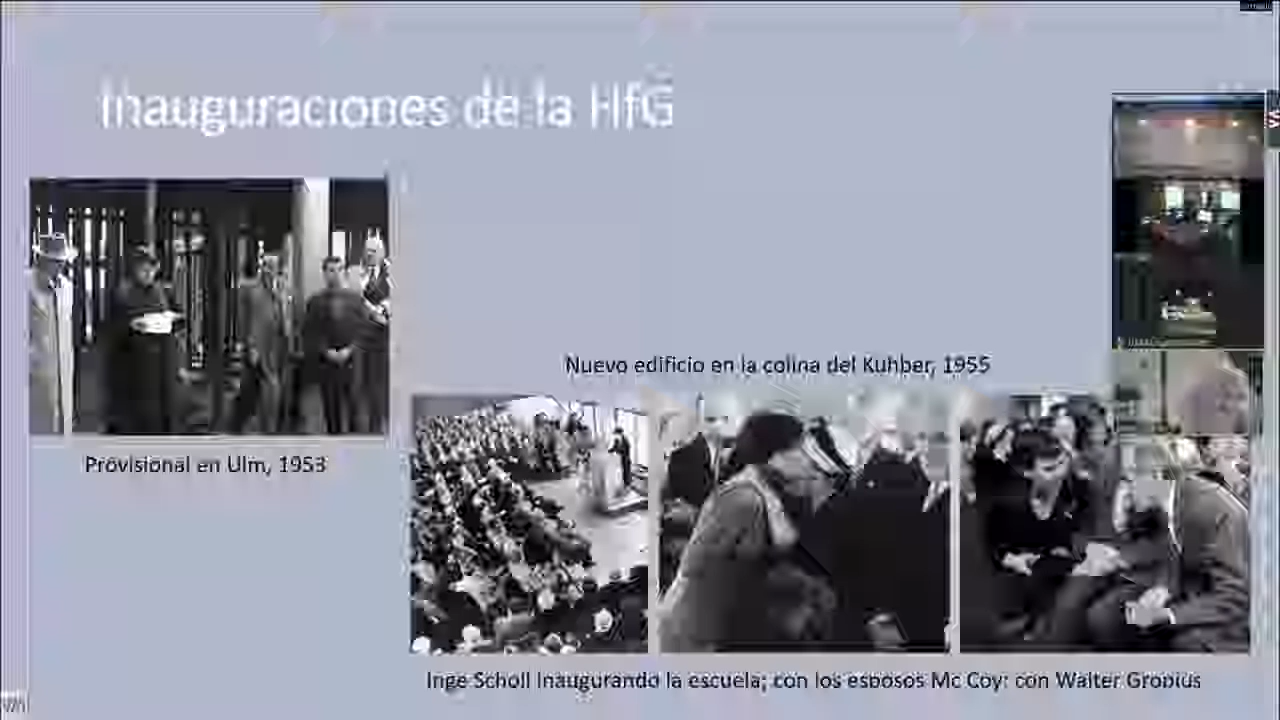 Inauguraciones de la HfG
Nuevo edificio en la colina del Kuhber, 1955
Provisional en Ulm, 1953
Inge Scholl inaugurando la escuela; con los esposos Mc Coy; con Walter Gropius